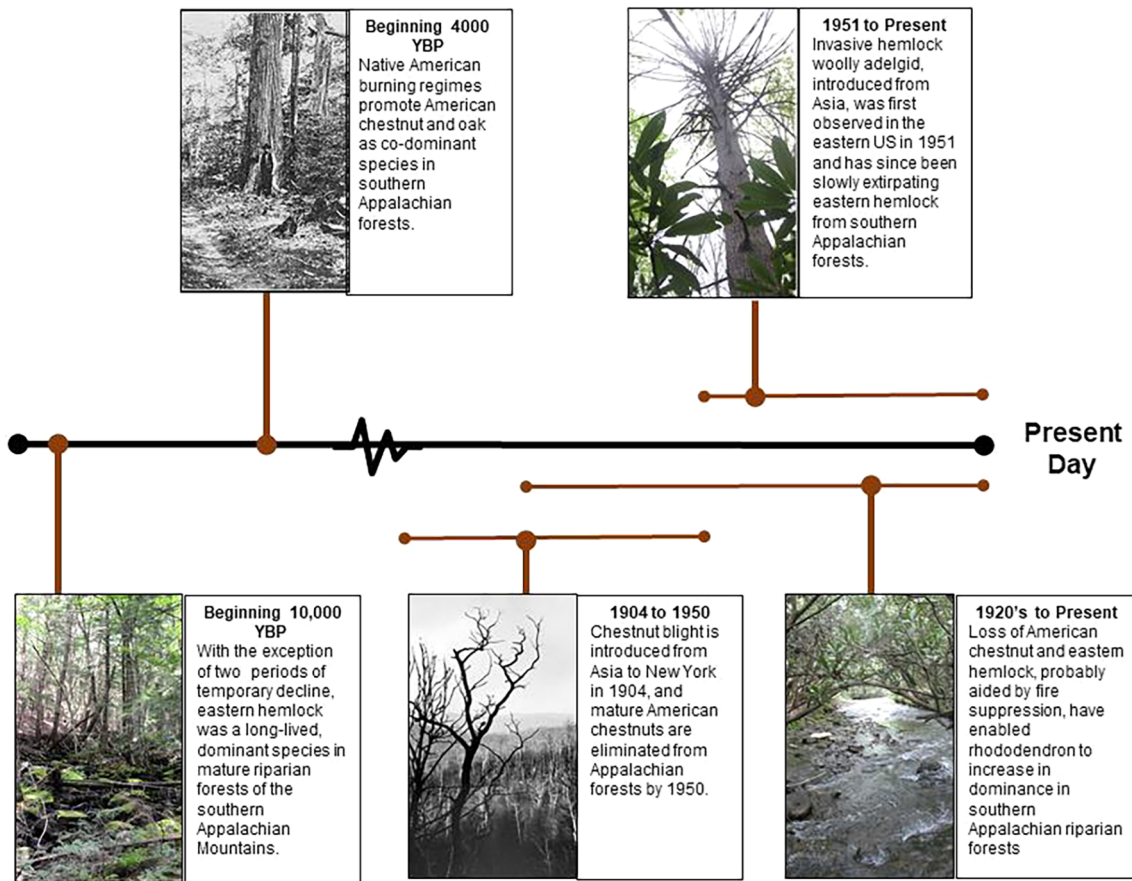 Beginning 4000
YBP
Native American
burning regimes
promote American
chestnut and oak
as co-dominant
species in
southern
Appalachian
forests.
1951 to Present
Invasive hemlock
woolly adelgid,
introduced from
Asia, was first
observed in the
eastern US in 1951
and has since been
slowly extirpating
eastern hemlock
from southern
Appalachian
forests.
Present
Day
Beginning 10,000
YBP
With the exception
of two periods of
temporary decline,
eastern hemlock
was a long-lived,
dominant species in
mature riparian
forests of the
southern
Appalachian
Mountains.
1904 to 1950
Chestnut blight is
introduced from
Asia to New York
in 1904, and
mature American
chestnuts are
eliminated from
Appalachian
forests by 1950.
1920's to Present
Loss of American
chestnut and eastern
hemlock, probably
aided by fire
suppression, have
enabled
rhododendron to
increase in
dominance in
southern
Appalachian riparian
forests